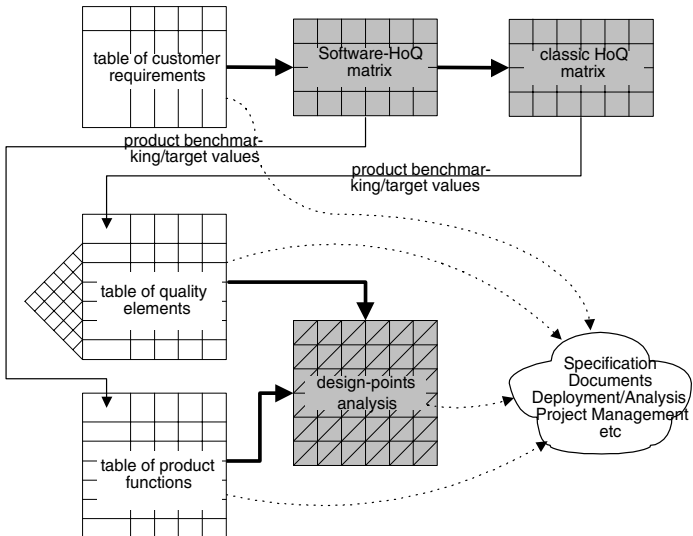 table of customer
requirements
Software-HoQ
matrix
classic HoQ
matrix
product benchmar-
king/target values
product benchmar-
king/target values
table of quality
elements
design-points
analysis
Specification
Documents
Deployment/Analysis
Project Management
etc
table of product
functions